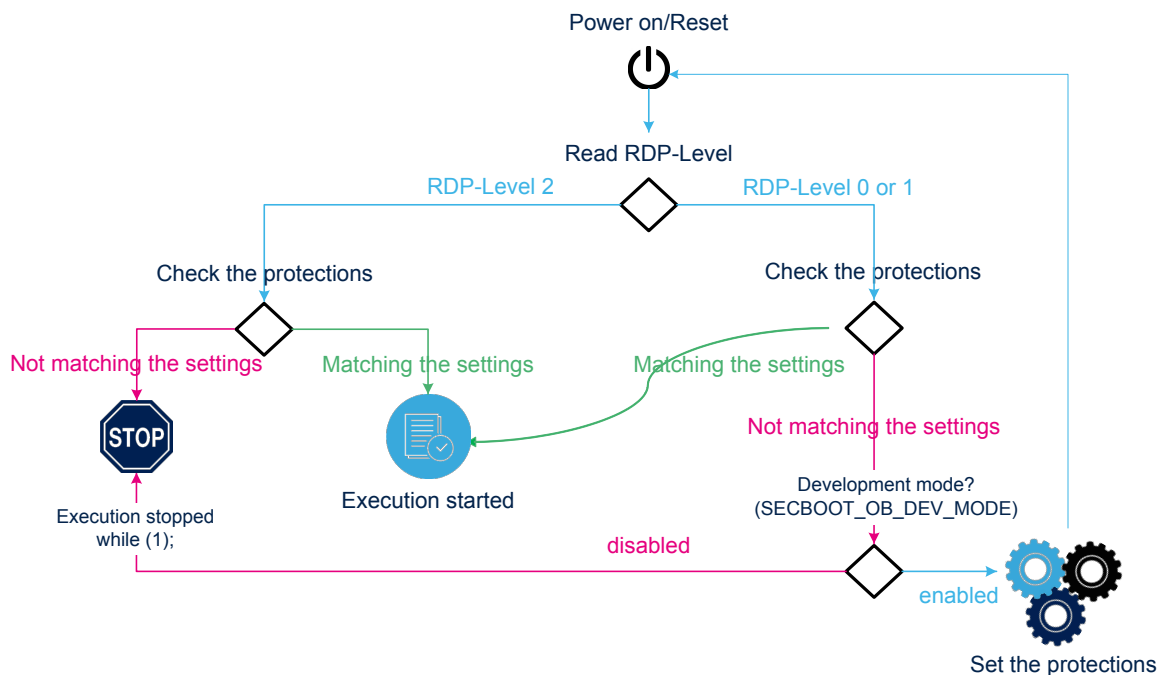 Power on/Reset
Read RDP-Level
RDP-Level 2
RDP-Level 0 or 1
Check the protections
Check the protections
Not matching the settings
Matching the settings
Matching the settings
STOP
Not matching the settings
Execution started
Development mode?
(SECBOOT_OB_DEV_MODE)
Execution stopped
while (1);
disabled
enabled
Set the protections